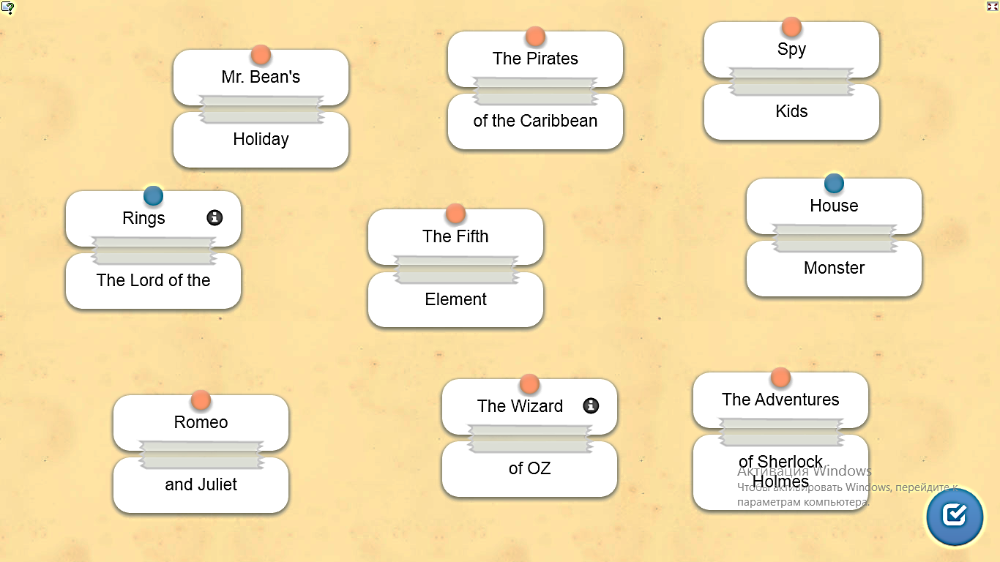 Mr. Bean's
Holiday
The Pirates
of the Caribbean
Spy
Kids
Rings
The Lord of the
The Fifth
Element
House
Monster
Romeo
and Juliet
The Wizard
of OZ
The Adventures
of Sherlock
Holmes
Активация Windows
Чтобы активировать Windows, перейдите к
параметрам компьютера.